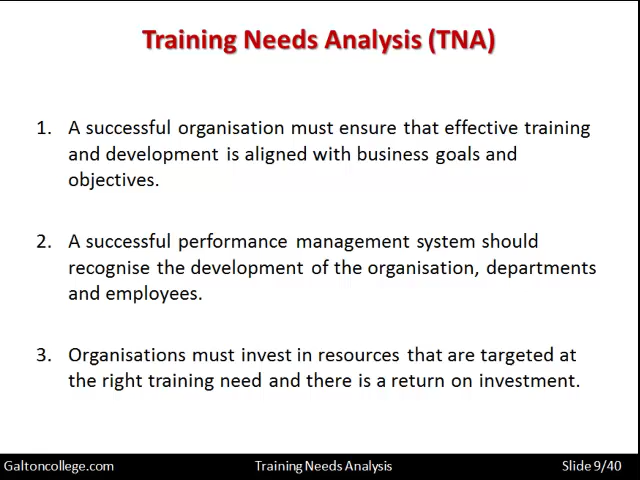 Training Needs Analysis (TNA)
1. A successful organisation must ensure that effective training
and development is aligned with business goals and
objectives.
2. A successful performance management system should
recognise the development of the organisation, departments
and employees.
3. Organisations must invest in resources that are targeted at
the right training need and there is a return on investment.
Galtoncollege.com Training Needs Analysis Slide 9/40